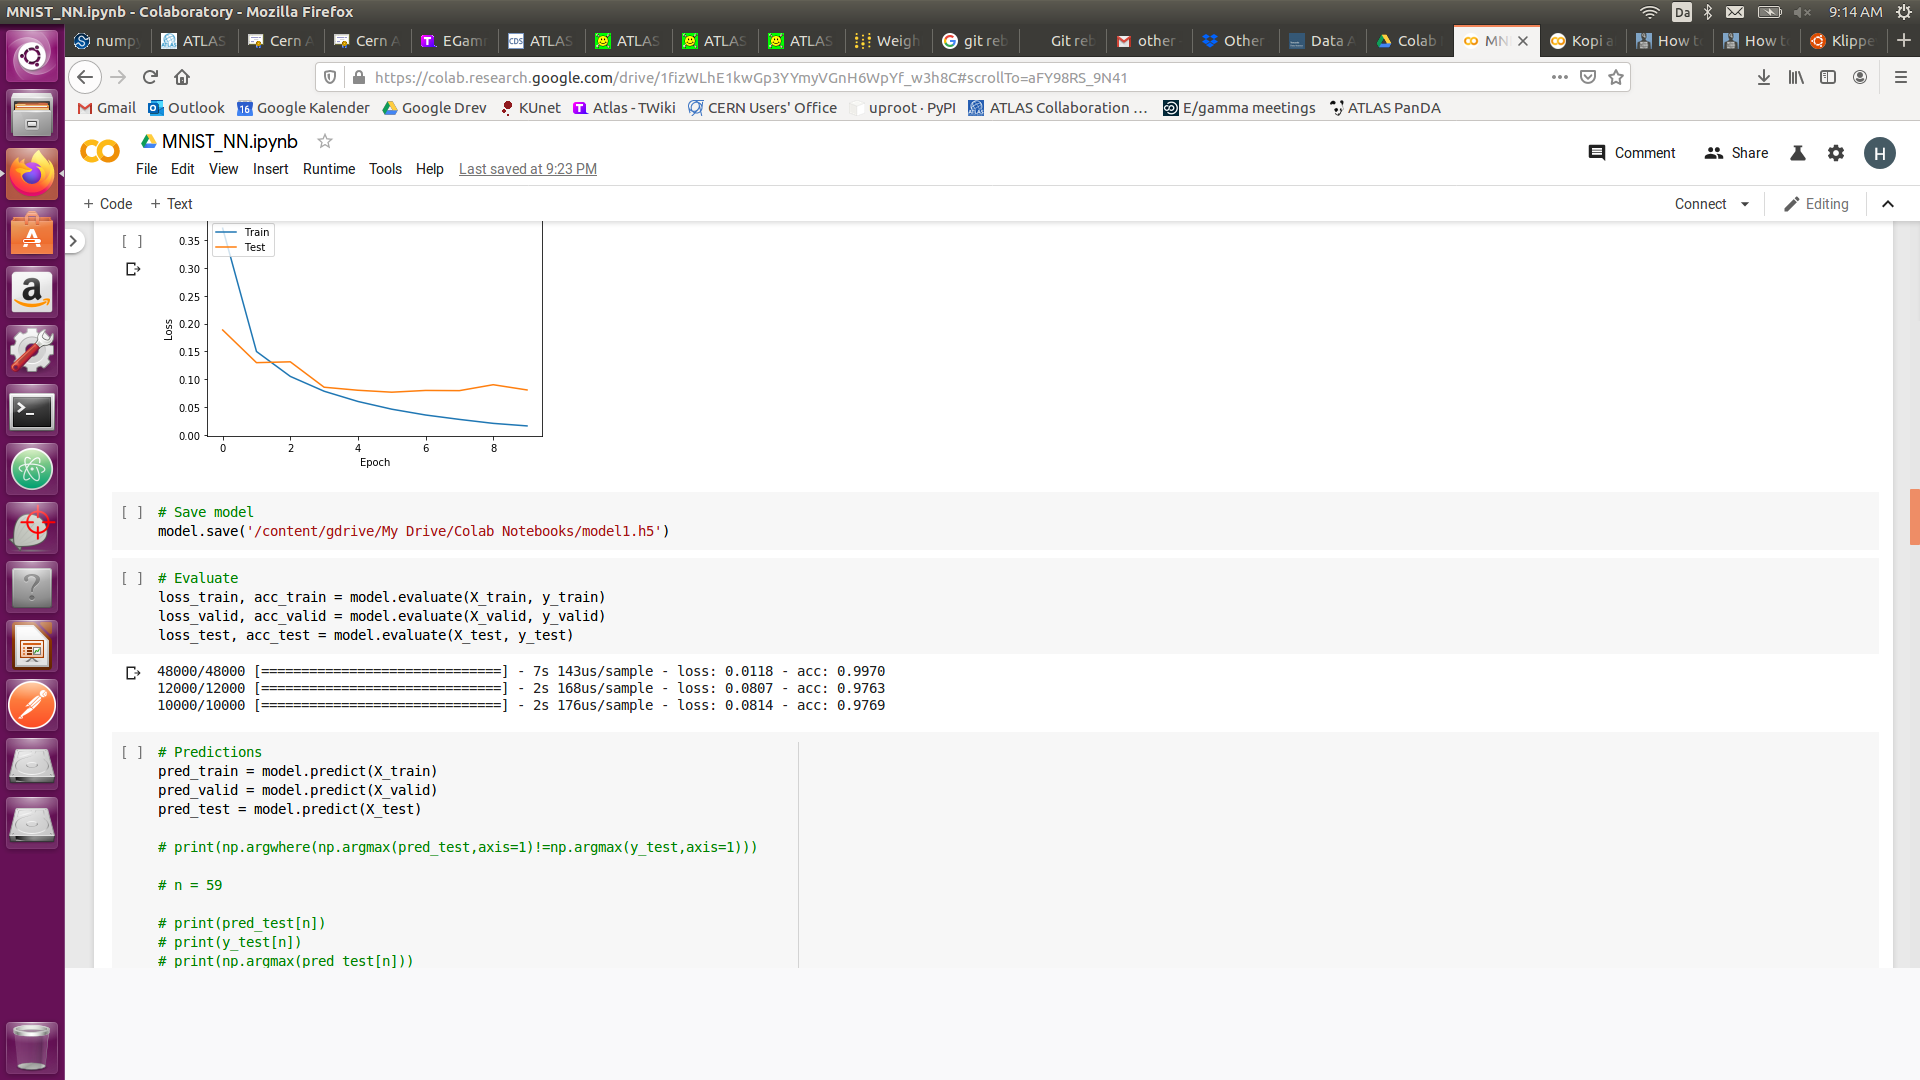 MNIST_NN.ipynb - Colaboratory - Mozilla Firefox
Da
9:14 AM
numpy
ATLAS
Cern A
Cern A
EGam
ATLAS
ATLAS
ATLAS
ATLAS
Weigh
git reb
Git reb
other
Other
Data A
Colab
MN
Kopi a
How to
How to
Klippe
https://colab.research.google.com/drive/1fizWLhE1kwGp3YYmyVGnH6WpYf_w3h8C#scrollTo=aFY98RS_9N41
Gmail
Outlook
Google Kalender
Google Drev
KUnet
Atlas - TWiki
CERN Users' Office
uproot · PyPI
ATLAS Collaboration …
E/gamma meetings
ATLAS PanDA
MNIST_NN.ipynb
Comment
Share
H
File Edit View Insert Runtime Tools Help Last saved at 9:23 PM
+ Code + Text
Connect
Editing
[ ]
Train
Test
0.35
0.30
0.25
0.20
0.15
0.10
0.05
0.00
Loss
0 2 4 6 8
Epoch
[ ] # Save model
model.save('/content/gdrive/My Drive/Colab Notebooks/model1.h5')
[ ] # Evaluate
loss_train, acc_train = model.evaluate(X_train, y_train)
loss_valid, acc_valid = model.evaluate(X_valid, y_valid)
loss_test, acc_test = model.evaluate(X_test, y_test)
48000/48000 [==============================] - 7s 143us/sample - loss: 0.0118 - acc: 0.9970
12000/12000 [==============================] - 2s 168us/sample - loss: 0.0807 - acc: 0.9763
10000/10000 [==============================] - 2s 176us/sample - loss: 0.0814 - acc: 0.9769
[ ] # Predictions
pred_train = model.predict(X_train)
pred_valid = model.predict(X_valid)
pred_test = model.predict(X_test)
# print(np.argwhere(np.argmax(pred_test,axis=1)!=np.argmax(y_test,axis=1)))
# n = 59
# print(pred_test[n])
# print(y_test[n])
# print(np.argmax(pred_test[n]))